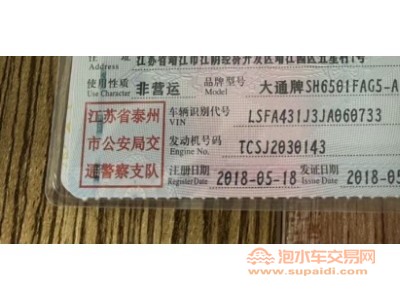 江苏省靖江市江阴经济开发区靖江园区五星村1号
使用性质 非营运 品牌型号 大通牌SH6501FAG5-A
Use Character Model
车辆识别代号 LSFA431J3JA060733
VIN
发动机号码 TCSJ2030143
Engine No.
注册日期 2018-05-18 发证日期 2018-05
Register Date Issue Date
江苏省泰州
市公安局交
通警察支队
泡水车交易网
www.supaidi.com